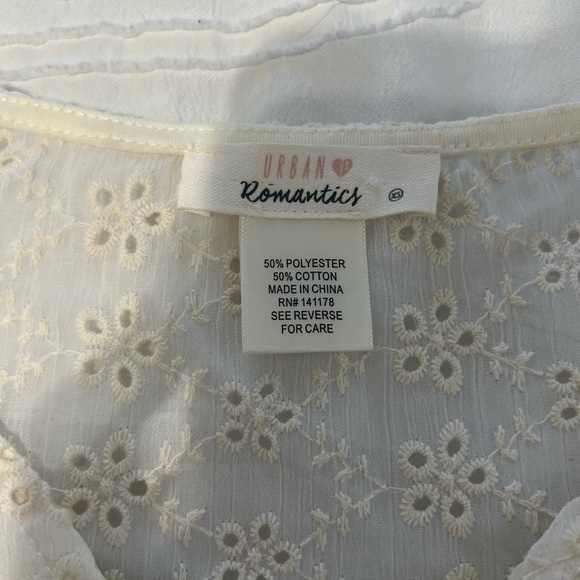 URBAN
Romantics
XS
50% POLYESTER
50% COTTON
MADE IN CHINA
RN# 141178
SEE REVERSE
FOR CARE